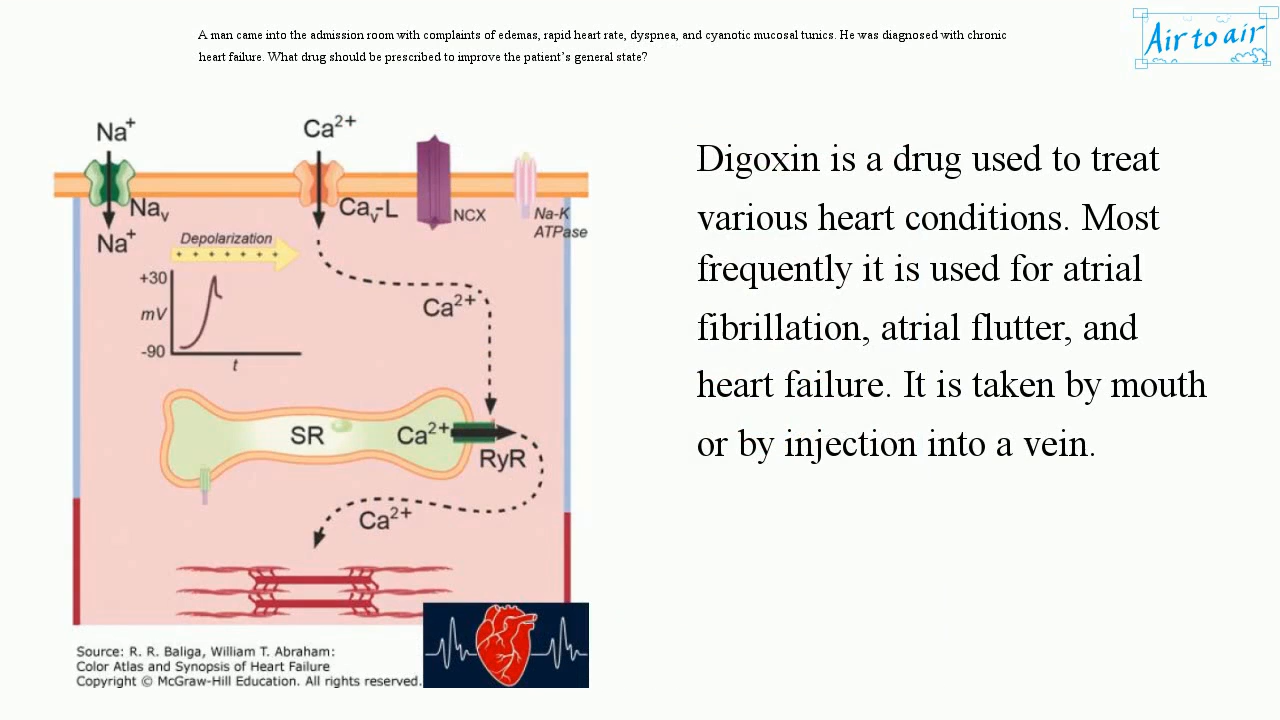 A man came into the admission room with complaints of edemas, rapid heart rate, dyspnea, and cyanotic mucosal tunics. He was diagnosed with chronic
heart failure. What drug should be prescribed to improve the patient's general state?
Air to air
Na+
Ca2+
Nav
Cav-L
NCX
Na-K
ATPase
Na+
Depolarization
+ + + + + + +
+30
mV
-90
t
Ca2+
SR
Ca2+
RyR
Ca2+
Digoxin is a drug used to treat
various heart conditions. Most
frequently it is used for atrial
fibrillation, atrial flutter, and
heart failure. It is taken by mouth
or by injection into a vein.
Source: R. R. Baliga, William T. Abraham:
Color Atlas and Synopsis of Heart Failure
Copyright © McGraw-Hill Education. All rights reserved.